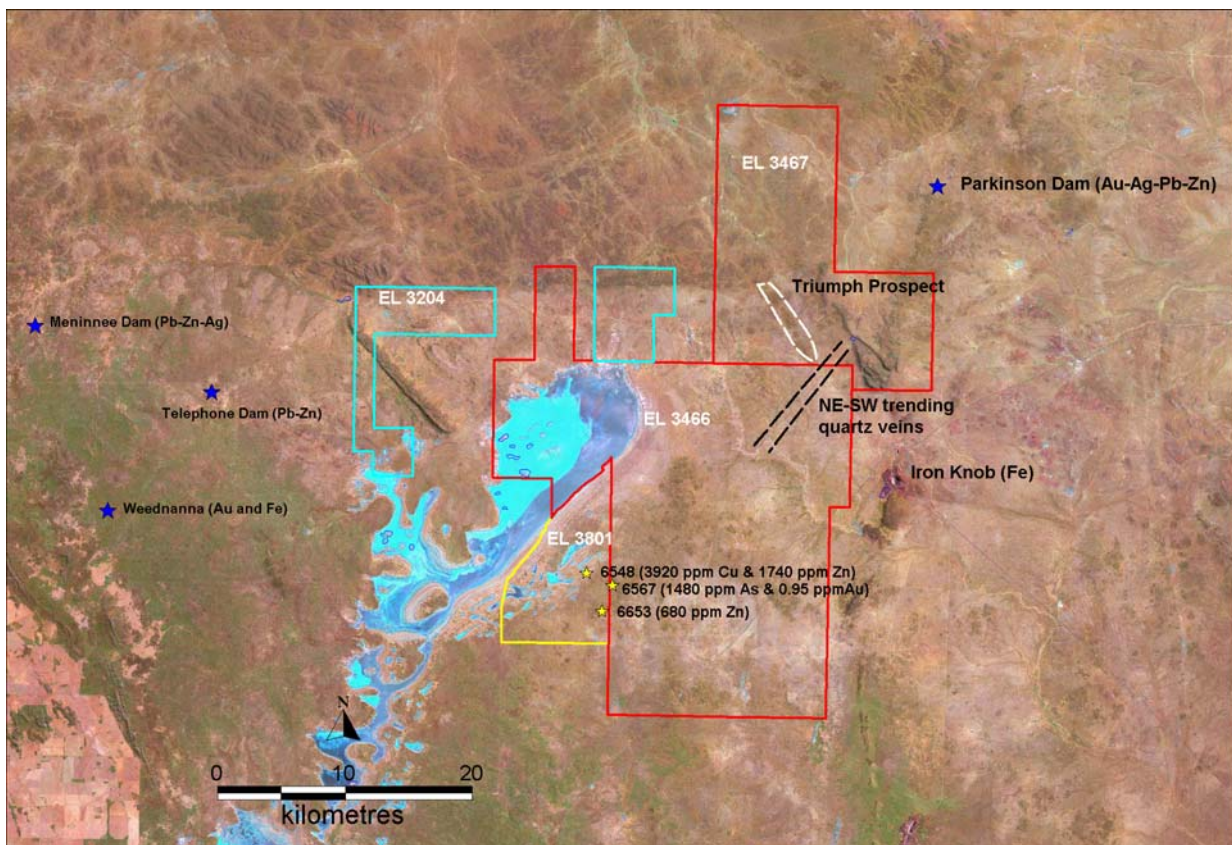 EL 3467
Parkinson Dam (Au-Ag-Pb-Zn)
Triumph Prospect
EL 3204
Meninnee Dam (Pb-Zn-Ag)
Telephone Dam (Pb-Zn)
EL 3466
NE-SW trending
quartz veins
Iron Knob (Fe)
Weednanna (Au and Fe)
EL 3801
6548 (3920 ppm Cu & 1740 ppm Zn)
6567 (1480 ppm As & 0.95 ppmAu)
6653 (680 ppm Zn)
N
0 10 20
kilometres